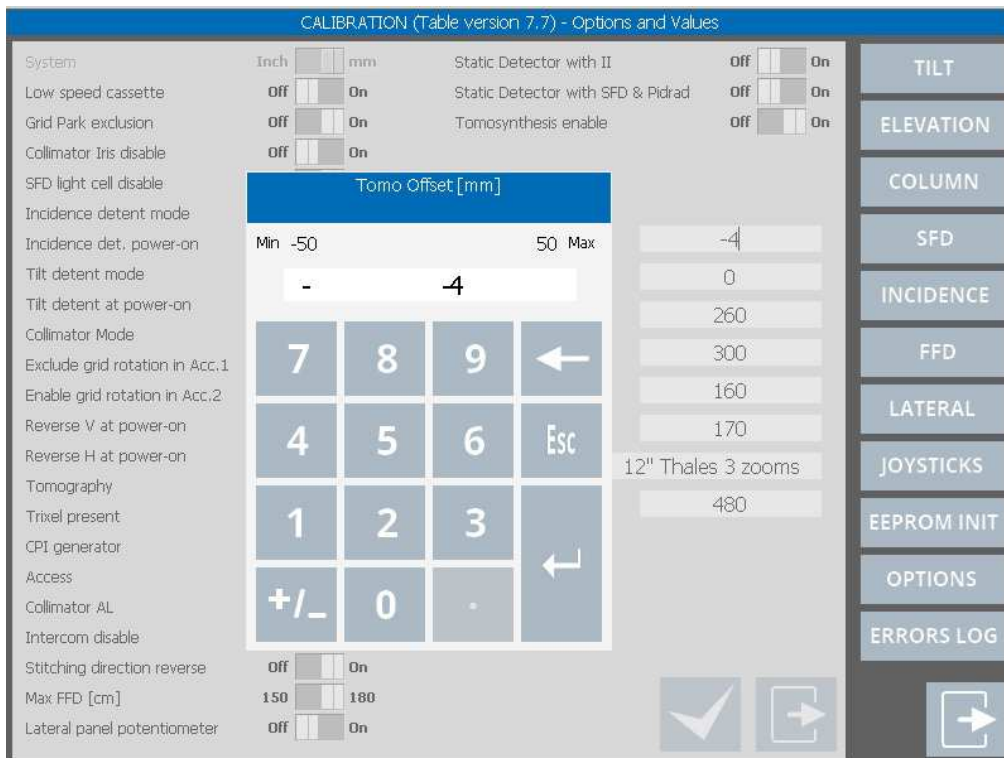 CALIBRATION (Table version 7.7) - Options and Values
System Inch mm Static Detector with II Off On
Low speed cassette Off On Static Detector with SFD & Pidrad Off On
Grid Park exclusion Off On Tomosynthesis enable Off On
Collimator Iris disable Off On
SFD light cell disable
Incidence detent mode
Incidence det. power-on
Tilt detent mode
Tilt detent at power-on
Collimator Mode
Exclude grid rotation in Acc.1
Enable grid rotation in Acc.2
Reverse V at power-on
Reverse H at power-on
Tomography
Trixel present
CPI generator
Access
Collimator AL
Intercom disable
Stitching direction reverse Off On
Max FFD [cm] 150 180
Lateral panel potentiometer Off On
Tomo Offset [mm]
Min -50 50 Max
- -4
7 8 9
4 5 6 Esc
1 2 3
+/- 0 .
-4
0
260
300
160
170
12" Thales 3 zooms
480
TILT
ELEVATION
COLUMN
SFD
INCIDENCE
FFD
LATERAL
JOYSTICKS
EEPROM INIT
OPTIONS
ERRORS LOG